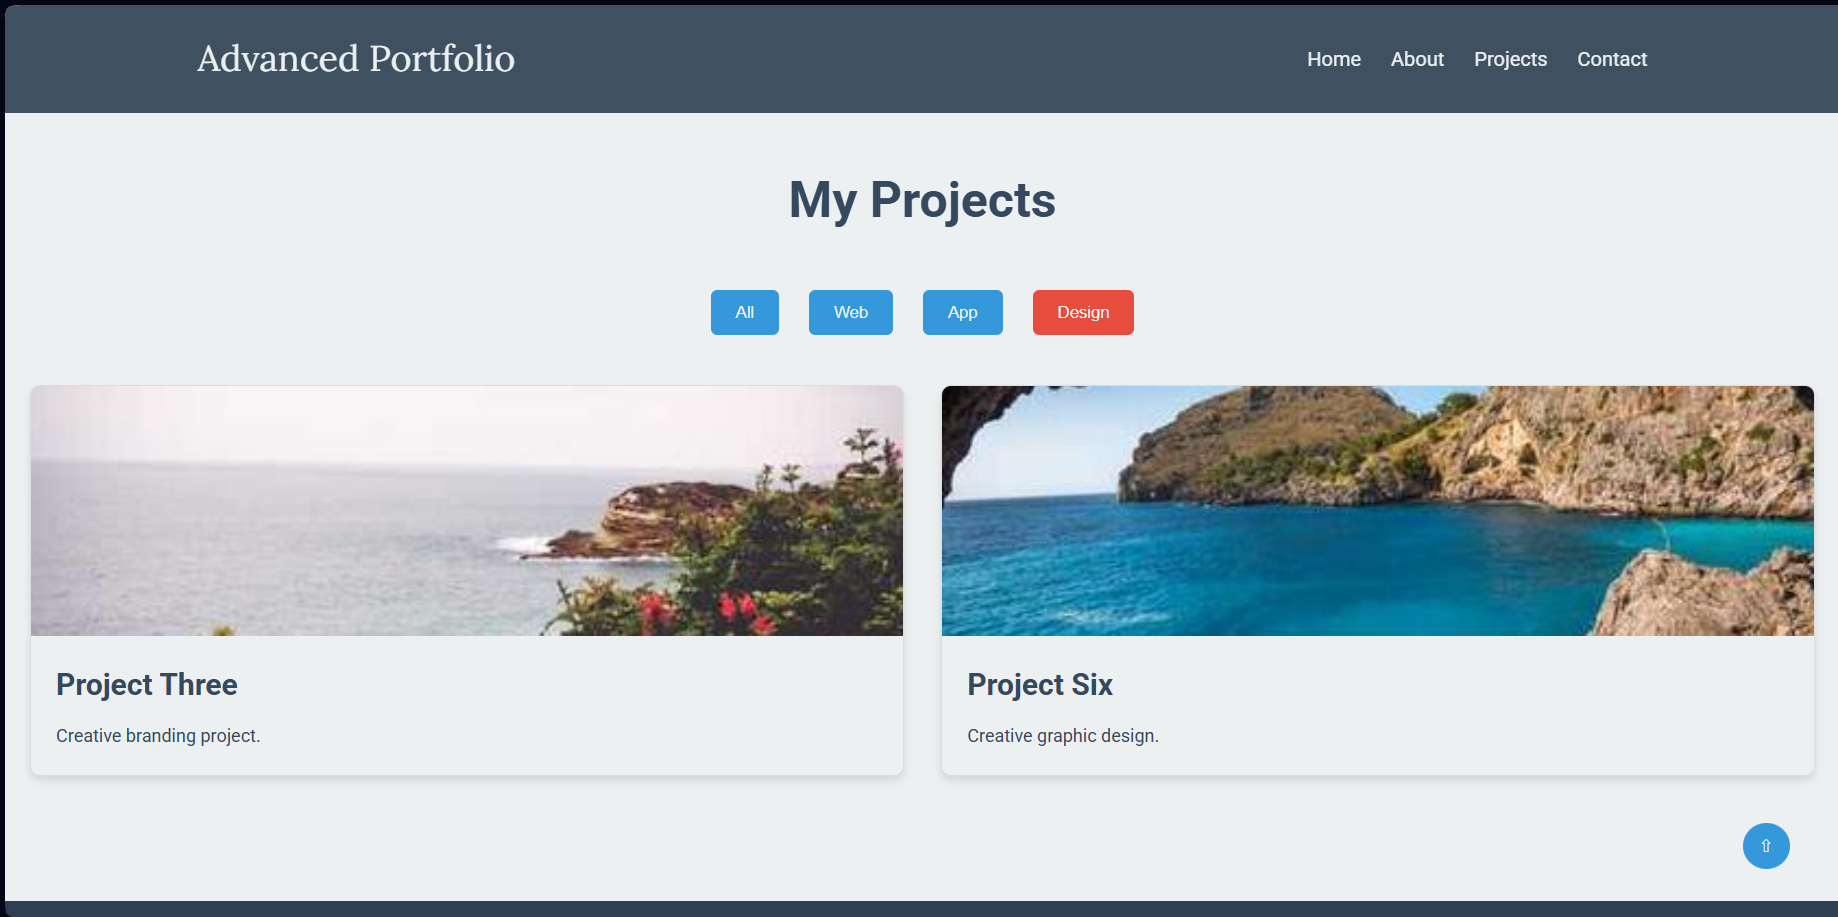 Advanced Portfolio
Home About Projects Contact
My Projects
All Web App Design
Project Three
Creative branding project.
Project Six
Creative graphic design.
⇧